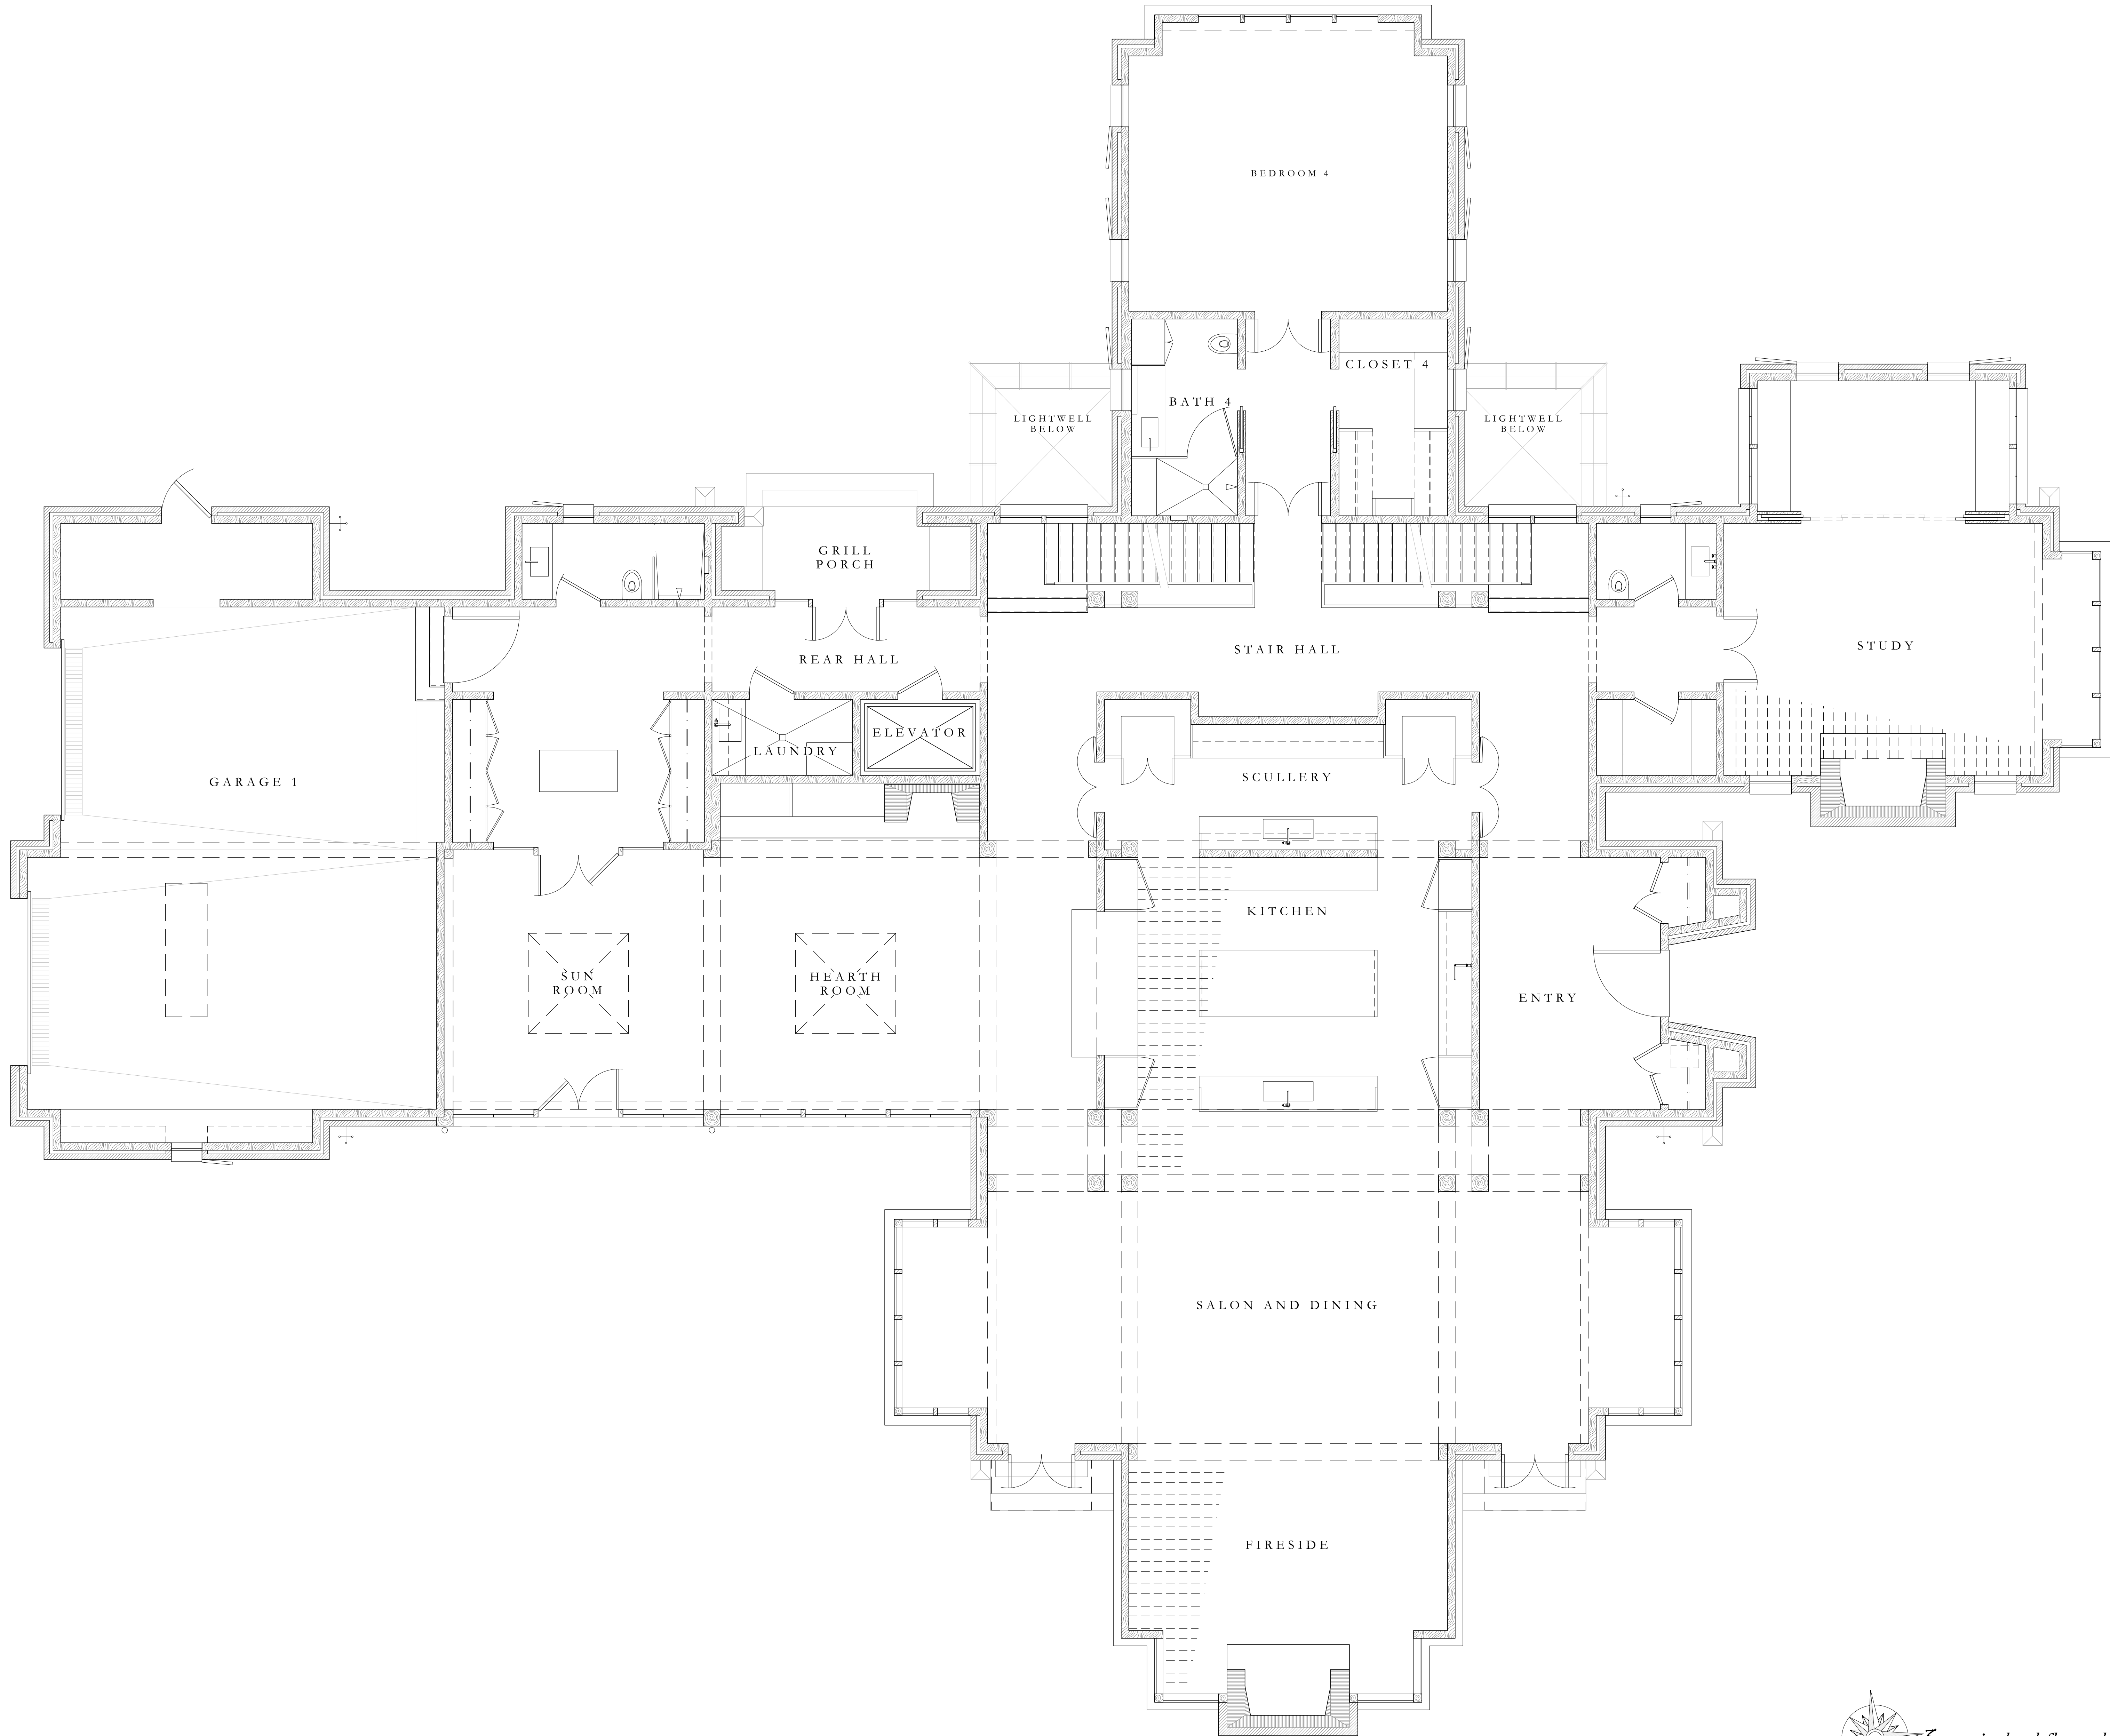 BEDROOM 4
CLOSET 4
BATH 4
LIGHTWELL
BELOW
LIGHTWELL
BELOW
GRILL
PORCH
REAR HALL
STAIR HALL
STUDY
ELEVATOR
LAUNDRY
GARAGE 1
SCULLERY
KITCHEN
SUN
ROOM
HEARTH
ROOM
ENTRY
SALON AND DINING
FIRESIDE